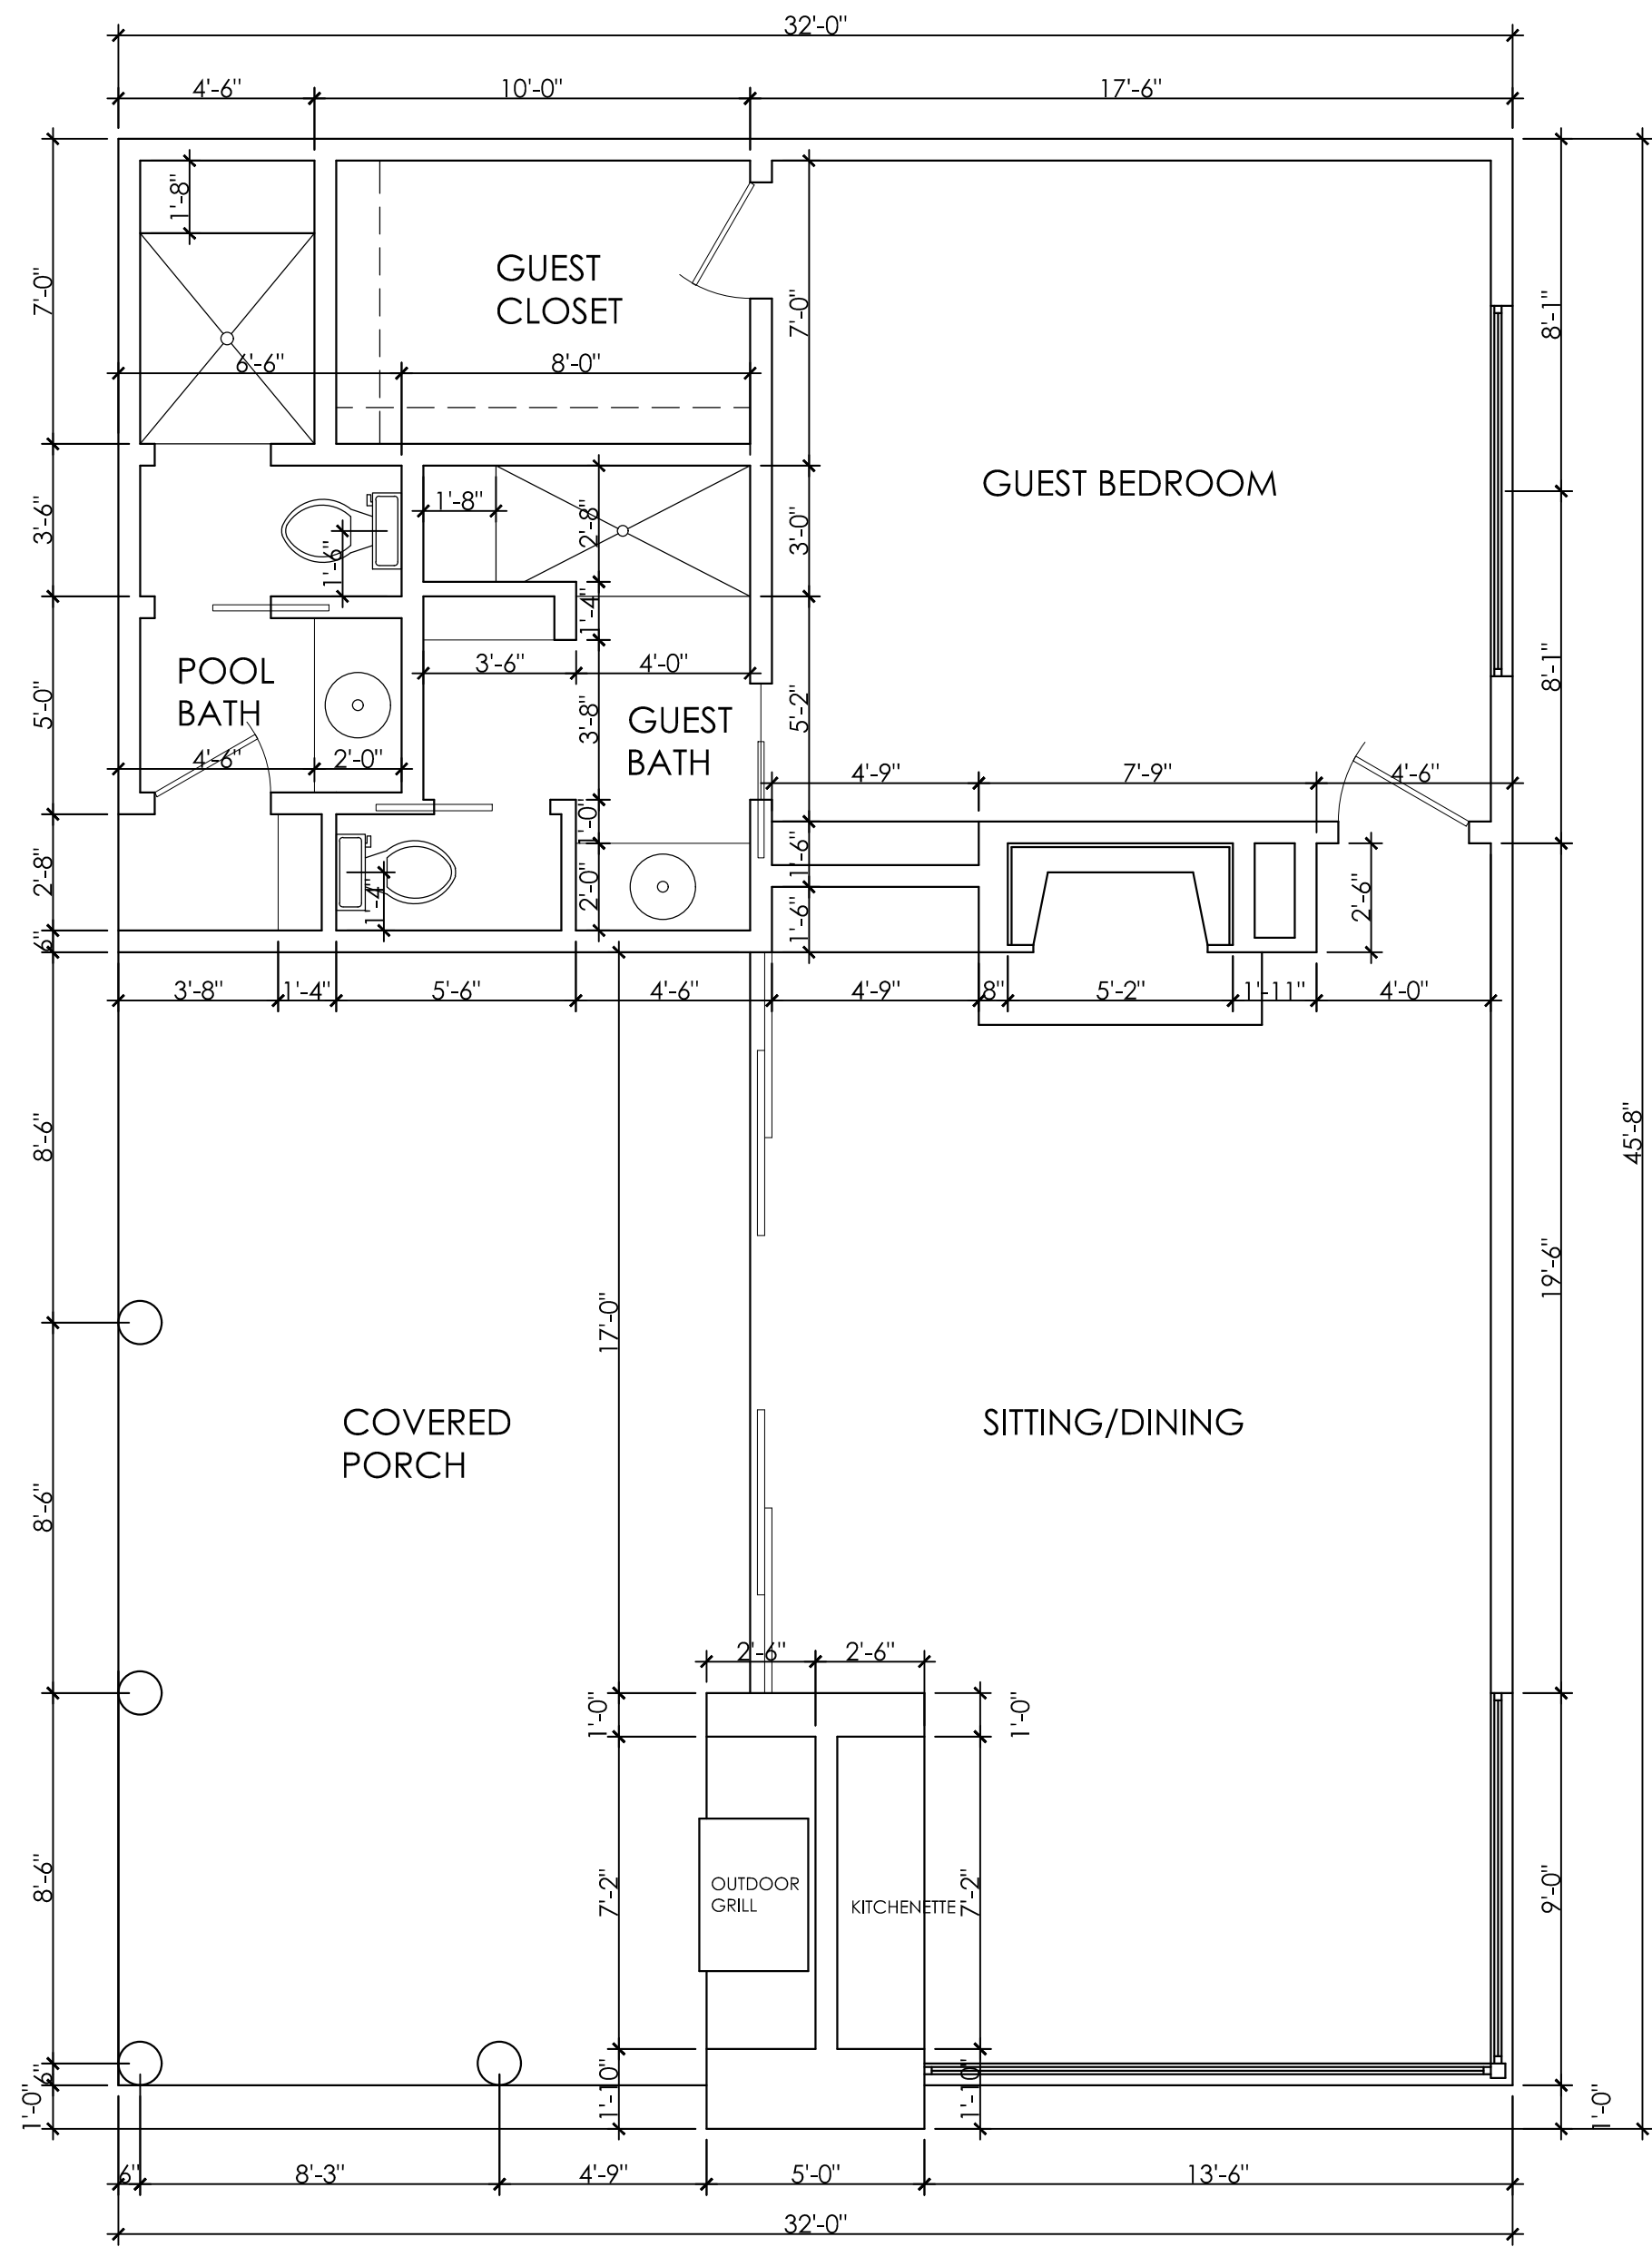 32'-0"
4'-6" 10'-0" 17'-6"
1'-8"
GUEST
CLOSET
7'-0"
7'-0"
8'-1"
6'-6" 8'-0"
GUEST BEDROOM
1'-8"
2'-8"
3'-6"
3'-0"
1'-6"
1'-4"
3'-6" 4'-0"
POOL
BATH
GUEST
BATH
5'-0"
3'-8"
5'-2"
8'-1"
4'-6" 2'-0"
4'-9" 7'-9" 4'-6"
1'-0"
1'-6"
2'-8"
1'-4"
2'-0"
2'-6"
1'-6"
6"
3'-8" 1'-4" 5'-6" 4'-6" 4'-9" 8" 5'-2" 1'-11" 4'-0"
8'-6"
45'-8"
19'-6"
17'-0"
COVERED
PORCH
SITTING/DINING
8'-6"
2'-6" 2'-6"
1'-0"
1'-0"
8'-6"
7'-2"
OUTDOOR
GRILL
KITCHENETTE
7'-2"
9'-0"
6"
1'-0"
1'-10"
1'-10"
1'-0"
6" 8'-3" 4'-9" 5'-0" 13'-6"
32'-0"